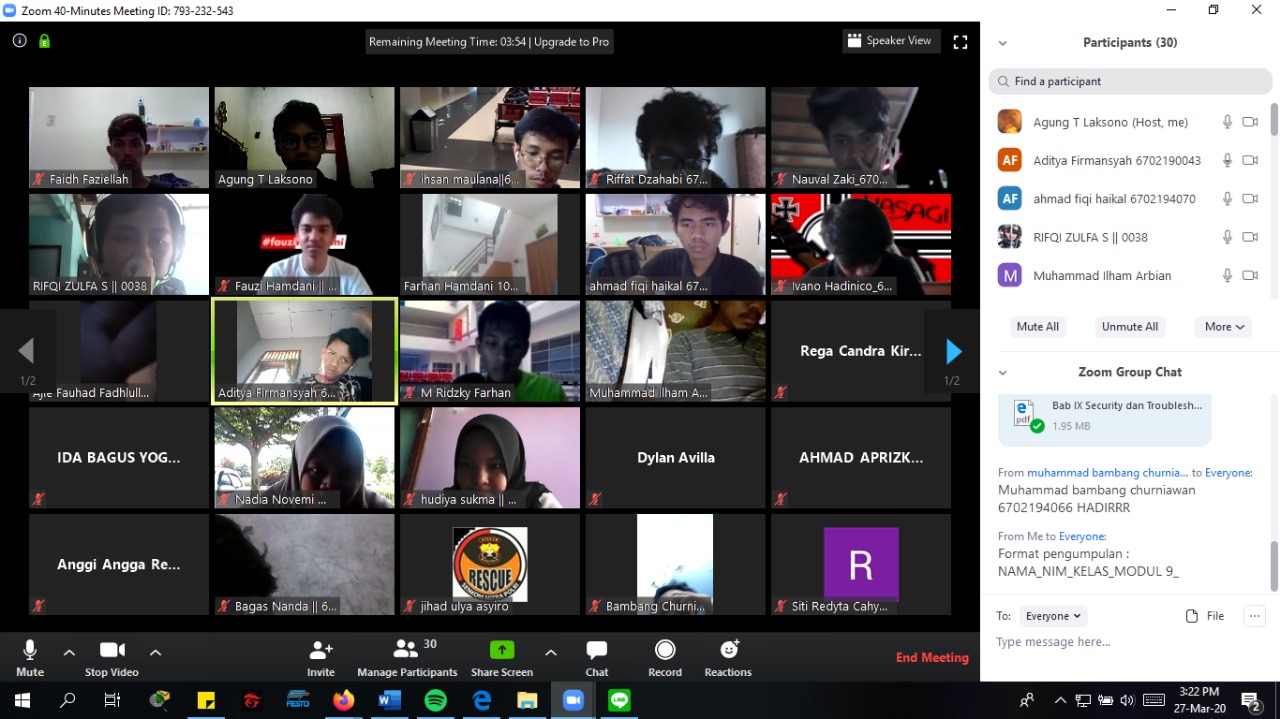 Zoom 40-Minutes Meeting ID: 793-232-543
Remaining Meeting Time: 03:54 | Upgrade to Pro
Speaker View
Faidh Faziellah
Agung T Laksono
ihsan maulana||6...
Riffat Dzahabi 67...
Nauval Zaki_670...
RIFQI ZULFA S || 0038
Fauzi Hamdani || ...
Farhan Hamdani 10...
ahmad fiqi haikal 67...
Ivano Hadinico_6...
Ajie Fauhad Fadhlull...
Aditya Firmansyah 6...
M Ridzky Farhan
Muhammad Ilham A...
Rega Candra Kir...
1/2
1/2
IDA BAGUS YOG...
Nadia Novemi ...
hudiya sukma || ...
Dylan Avilla
AHMAD APRIZK...
Anggi Angga Re...
Bagas Nanda || 6...
RESCUE
jihad ulya asyiro
Bambang Churni...
R
Siti Redyta Cahy...
Mute
Stop Video
Invite
30
Manage Participants
Share Screen
Chat
Record
Reactions
End Meeting
Participants (30)
Find a participant
Agung T Laksono (Host, me)
AF
Aditya Firmansyah 6702190043
AF
ahmad fiqi haikal 6702194070
RIFQI ZULFA S || 0038
M
Muhammad Ilham Arbian
Mute All
Unmute All
More
Zoom Group Chat
pdf
Bab IX Security dan Troublesh...
1.95 MB
From muhammad bambang churnia... to Everyone:
Muhammad bambang churniawan
6702194066 HADIRRR
From Me to Everyone:
Format pengumpulan :
NAMA_NIM_KELAS_MODUL 9_
To:
Everyone
File
Type message here...
FESTO
LINE
3:22 PM
27-Mar-20
2